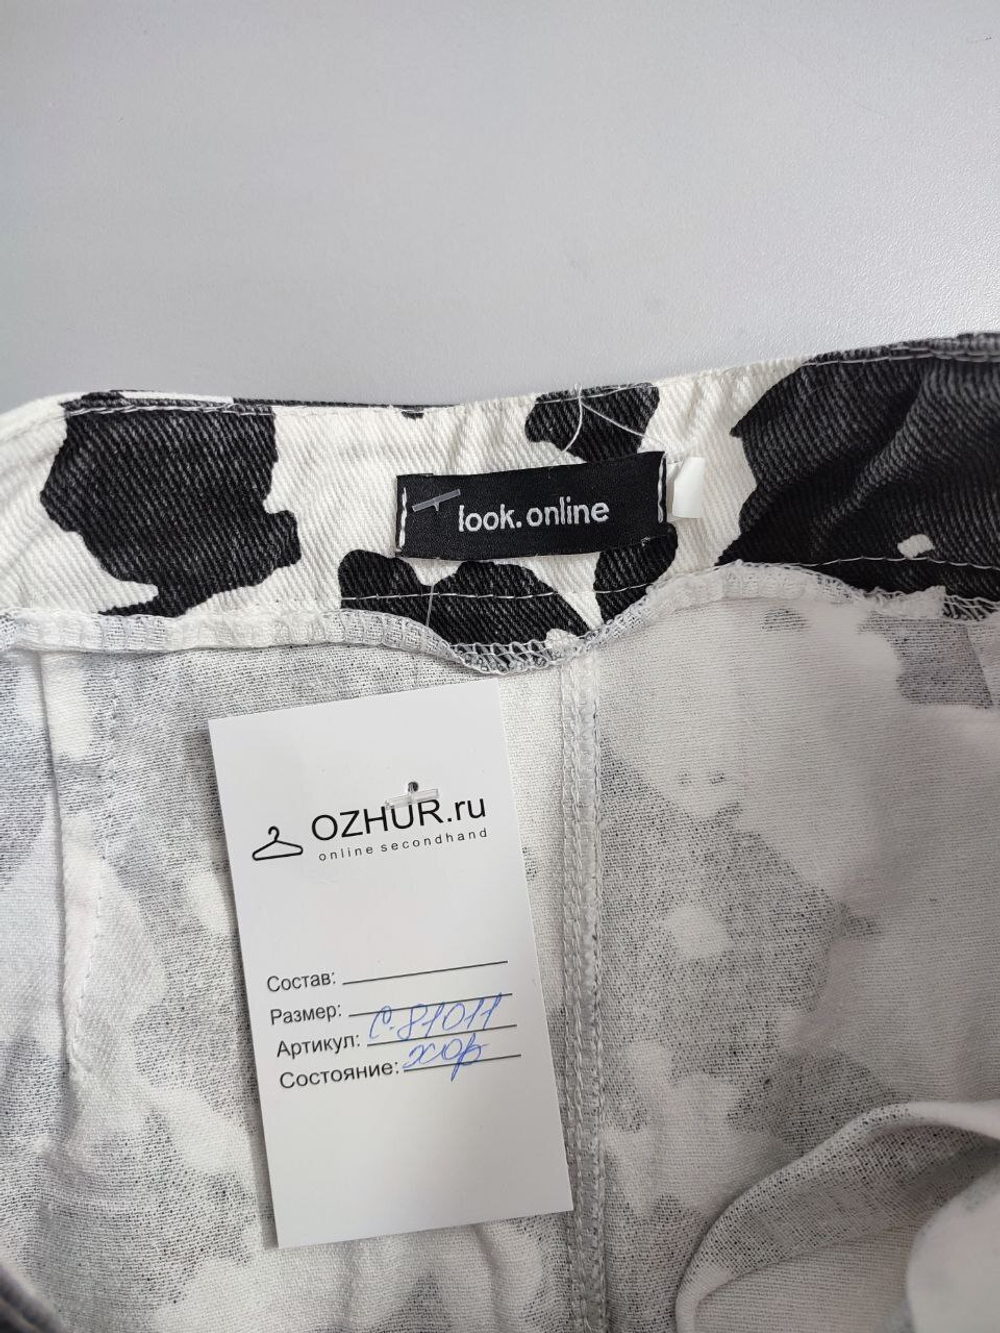 look.online
OZHUR.ru
online secondhand
Состав:
Размер:
Артикул: С-81011
Состояние: хор